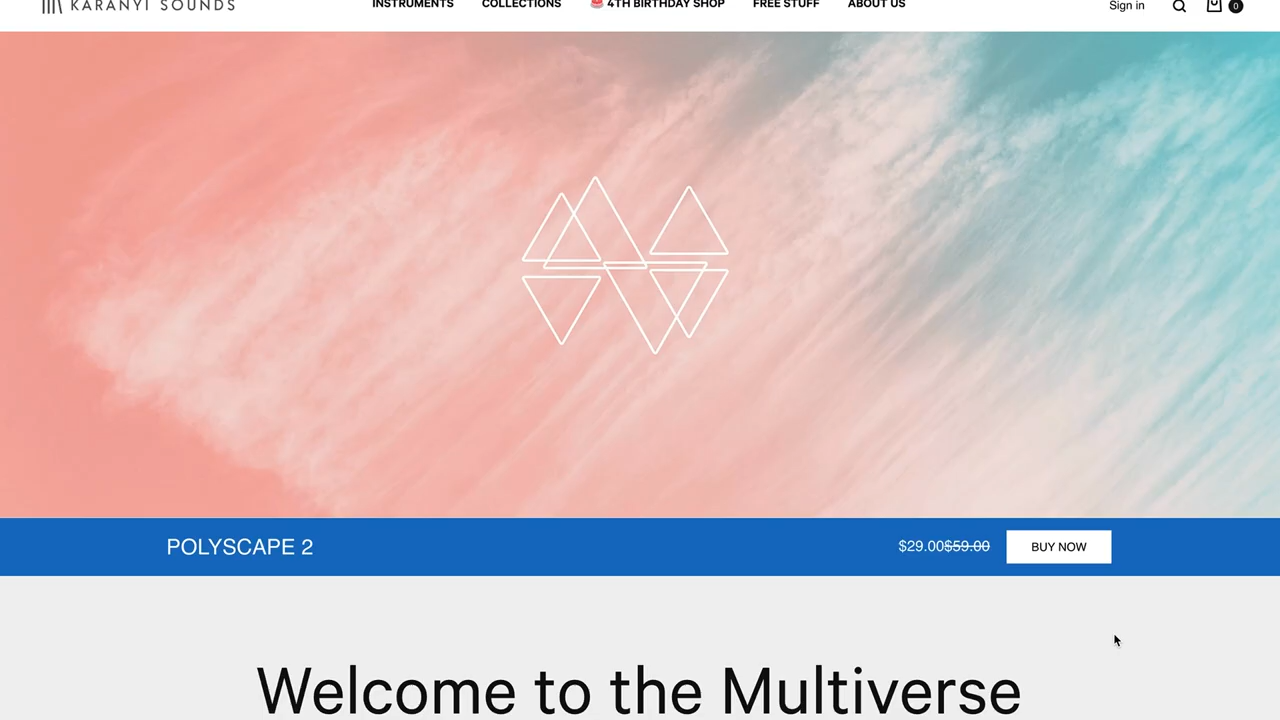 KARANYI SOUNDS
INSTRUMENTS COLLECTIONS 4TH BIRTHDAY SHOP FREE STUFF ABOUT US
Sign in 0
POLYSCAPE 2
$29.00$59.00 BUY NOW
Welcome to the Multiverse